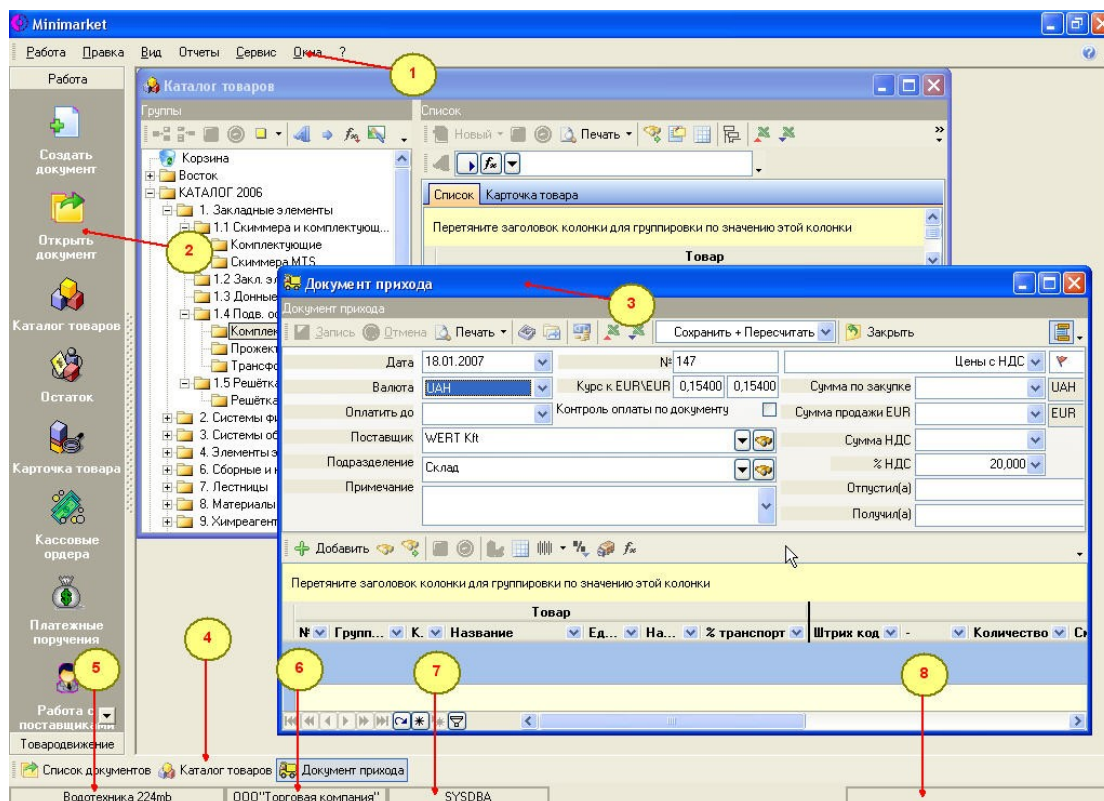 Minimarket
Работа Правка Вид Отчеты Сервис Окна ?
1
Работа
Создать документ
Открыть документ
2
Каталог товаров
Остаток
Карточка товара
Кассовые ордера
Платежные поручения
Работа с поставщиками
Товародвижение
Каталог товаров
Группы
Список
Новый Печать
Корзина
Восток
КАТАЛОГ 2006
1. Закладные элементы
1.1 Скиммера и комплектующ...
Комплектующие
Скиммера MTS
1.2 Закл. эл
1.3 Донные
1.4 Подв. ос
Комплек
Прожект
Трансфо
1.5 Решётка
Решётка
2. Системы фи
3. Системы об
4. Элементы э
6. Сборные и
7. Лестницы
8. Материалы
9. Химреагент
Список Карточка товара
Перетяните заголовок колонки для группировки по значению этой колонки
Товар
Документ прихода
3
Документ прихода
Запись Отмена Печать Сохранить + Пересчитать Закрыть
Дата 18.01.2007 № 147 Цены с НДС
Валюта UAH Курс к EUR\EUR 0,15400 0,15400 Сумма по закупке UAH
Оплатить до Контроль оплаты по документу Сумма продажи EUR EUR
Поставщик WERT Kft Сумма НДС
Подразделение Склад % НДС 20,000
Примечание Отпустил(а)
Получил(а)
Добавить
Перетяните заголовок колонки для группировки по значению этой колонки
Товар
№ Групп... К. Название Ед... На... % транспорт Штрих код - Количество
4
5
6
7
8
Список документов Каталог товаров Документ прихода
Водотехника 224mb ООО"Торговая компания" SYSDBA